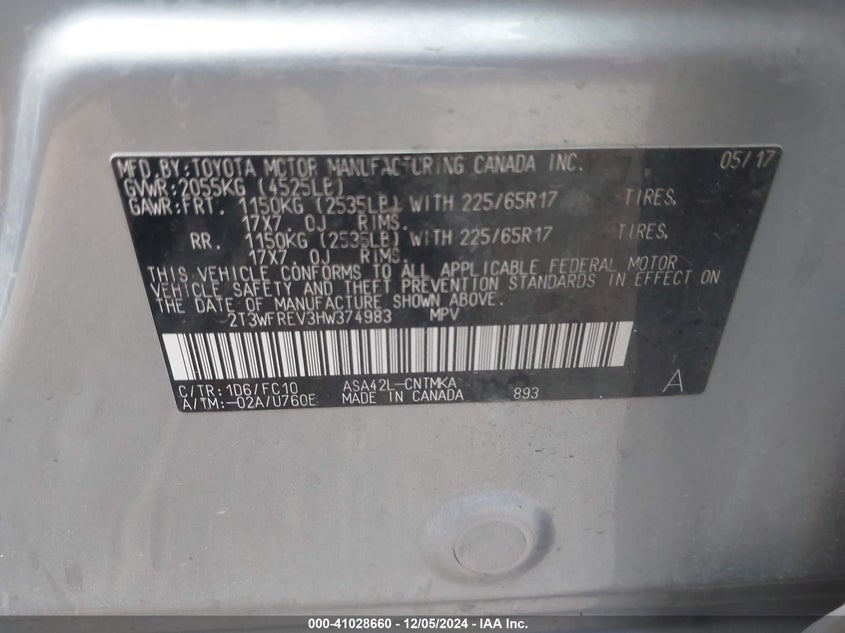 MFD.BY:TOYOTA MOTOR MANUFACTURING CANADA INC. 05/17
GVWR:2055KG (4525LB)
GAWR:FRT. 1150KG (2535LB) WITH 225/65R17 TIRES,
17X7.0J RIMS.
RR. 1150KG (2535LB) WITH 225/65R17 TIRES,
17X7.0J RIMS.
THIS VEHICLE CONFORMS TO ALL APPLICABLE FEDERAL MOTOR
VEHICLE SAFETY AND THEFT PREVENTION STANDARDS IN EFFECT ON
THE DATE OF MANUFACTURE SHOWN ABOVE.
2T3WFREV3HW374983 MPV
C/TR:1D6/FC10 ASA42L-CNTMKA
A/TM:-02A/U760E MADE IN CANADA 893 A
000-41028660 - 12/05/2024 - IAA Inc.